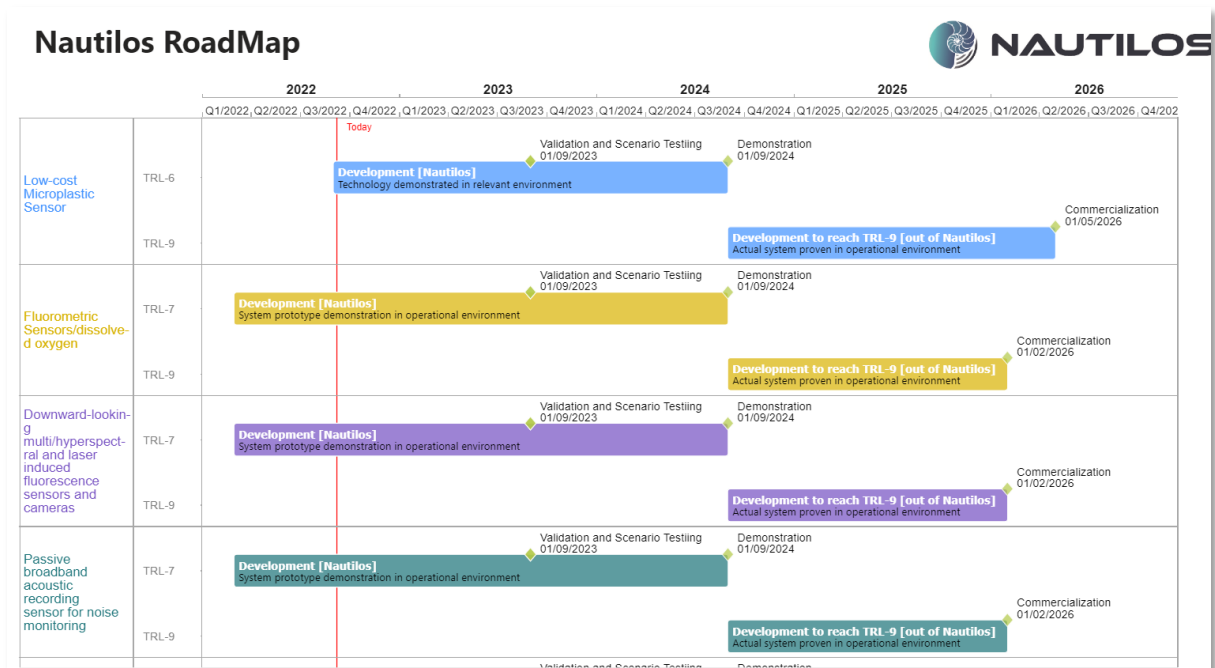 Nautilos RoadMap
NAUTILOS
2022 2023 2024 2025 2026
Q1/2022 Q2/2022 Q3/2022 Q4/2022 Q1/2023 Q2/2023 Q3/2023 Q4/2023 Q1/2024 Q2/2024 Q3/2024 Q4/2024 Q1/2025 Q2/2025 Q3/2025 Q4/2025 Q1/2026 Q2/2026 Q3/2026 Q4/202
Today
Low-cost
Microplastic
Sensor
TRL-6
Validation and Scenario Testiing
01/09/2023
Demonstration
01/09/2024
Development [Nautilos]
Technology demonstrated in relevant environment
TRL-9
Commercialization
01/05/2026
Development to reach TRL-9 [out of Nautilos]
Actual system proven in operational environment
Fluorometric
Sensors/dissolve-
d oxygen
TRL-7
Validation and Scenario Testiing
01/09/2023
Demonstration
01/09/2024
Development [Nautilos]
System prototype demonstration in operational environment
TRL-9
Commercialization
01/02/2026
Development to reach TRL-9 [out of Nautilos]
Actual system proven in operational environment
Downward-lookin-
g
multi/hyperspect-
ral and laser
induced
fluorescence
sensors and
cameras
TRL-7
Validation and Scenario Testiing
01/09/2023
Demonstration
01/09/2024
Development [Nautilos]
System prototype demonstration in operational environment
TRL-9
Commercialization
01/02/2026
Development to reach TRL-9 [out of Nautilos]
Actual system proven in operational environment
Passive
broadband
acoustic
recording
sensor for noise
monitoring
TRL-7
Validation and Scenario Testiing
01/09/2023
Demonstration
01/09/2024
Development [Nautilos]
System prototype demonstration in operational environment
TRL-9
Commercialization
01/02/2026
Development to reach TRL-9 [out of Nautilos]
Actual system proven in operational environment
Validation and Scenario Testiing
Demonstration